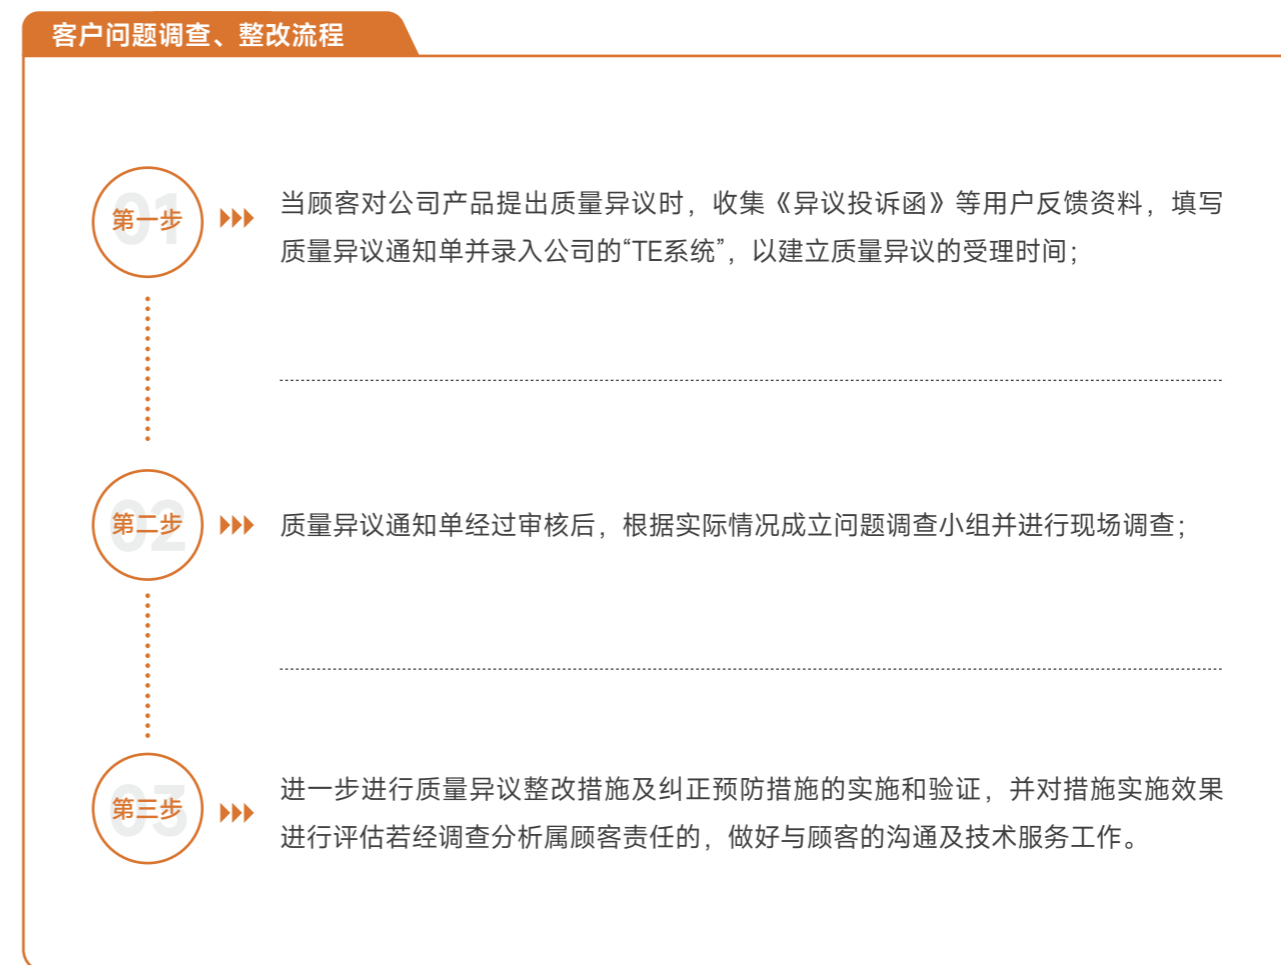 客户问题调查、整改流程
01
第一步
当顾客对公司产品提出质量异议时，收集《异议投诉函》等用户反馈资料，填写
质量异议通知单并录入公司的“TE系统”，以建立质量异议的受理时间；
02
第二步
质量异议通知单经过审核后，根据实际情况成立问题调查小组并进行现场调查；
03
第三步
进一步进行质量异议整改措施及纠正预防措施的实施和验证，并对措施实施效果
进行评估若经调查分析属顾客责任的，做好与顾客的沟通及技术服务工作。